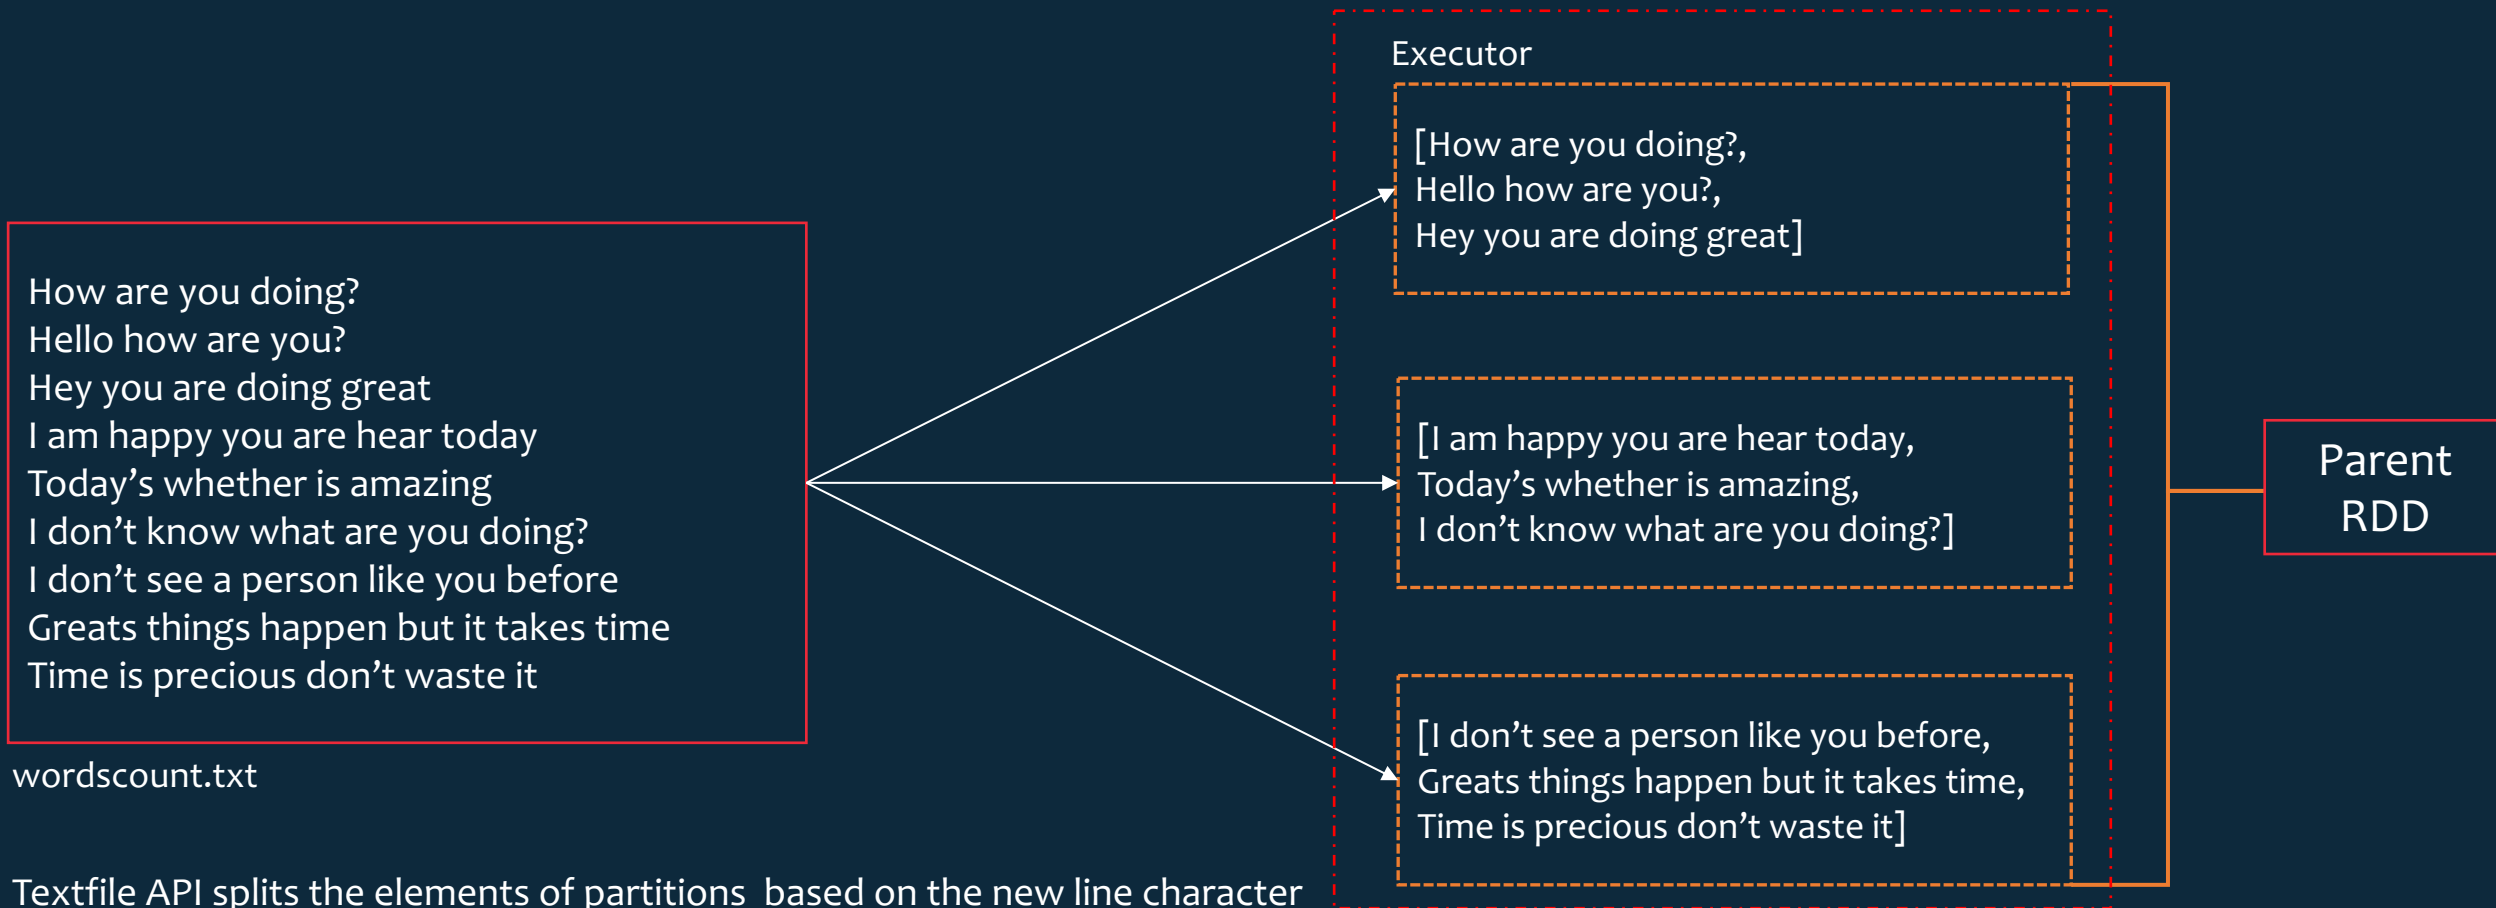 How are you doing?
Hello how are you?
Hey you are doing great
I am happy you are hear today
Today’s whether is amazing
I don’t know what are you doing?
I don’t see a person like you before
Greats things happen but it takes time
Time is precious don’t waste it
wordscount.txt
Textfile API splits the elements of partitions  based on the new line character
Executor
[How are you doing?,
Hello how are you?,
Hey you are doing great]
[I am happy you are hear today,
Today’s whether is amazing,
I don’t know what are you doing?]
[I don’t see a person like you before,
Greats things happen but it takes time,
Time is precious don’t waste it]
Parent
RDD